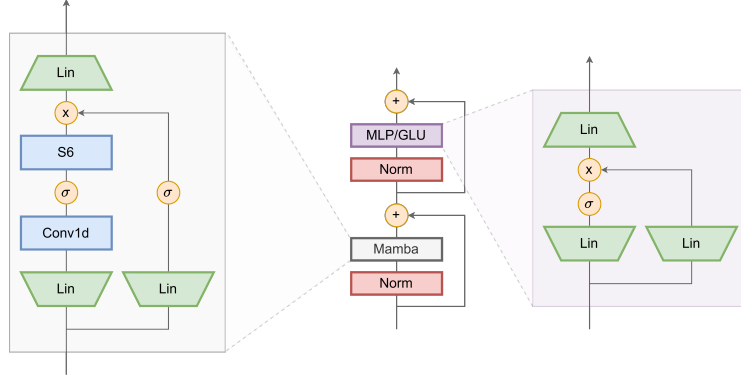 Lin
x
S6
σ
σ
Conv1d
Lin
Lin
+
MLP/GLU
Norm
+
Mamba
Norm
Lin
x
σ
Lin
Lin